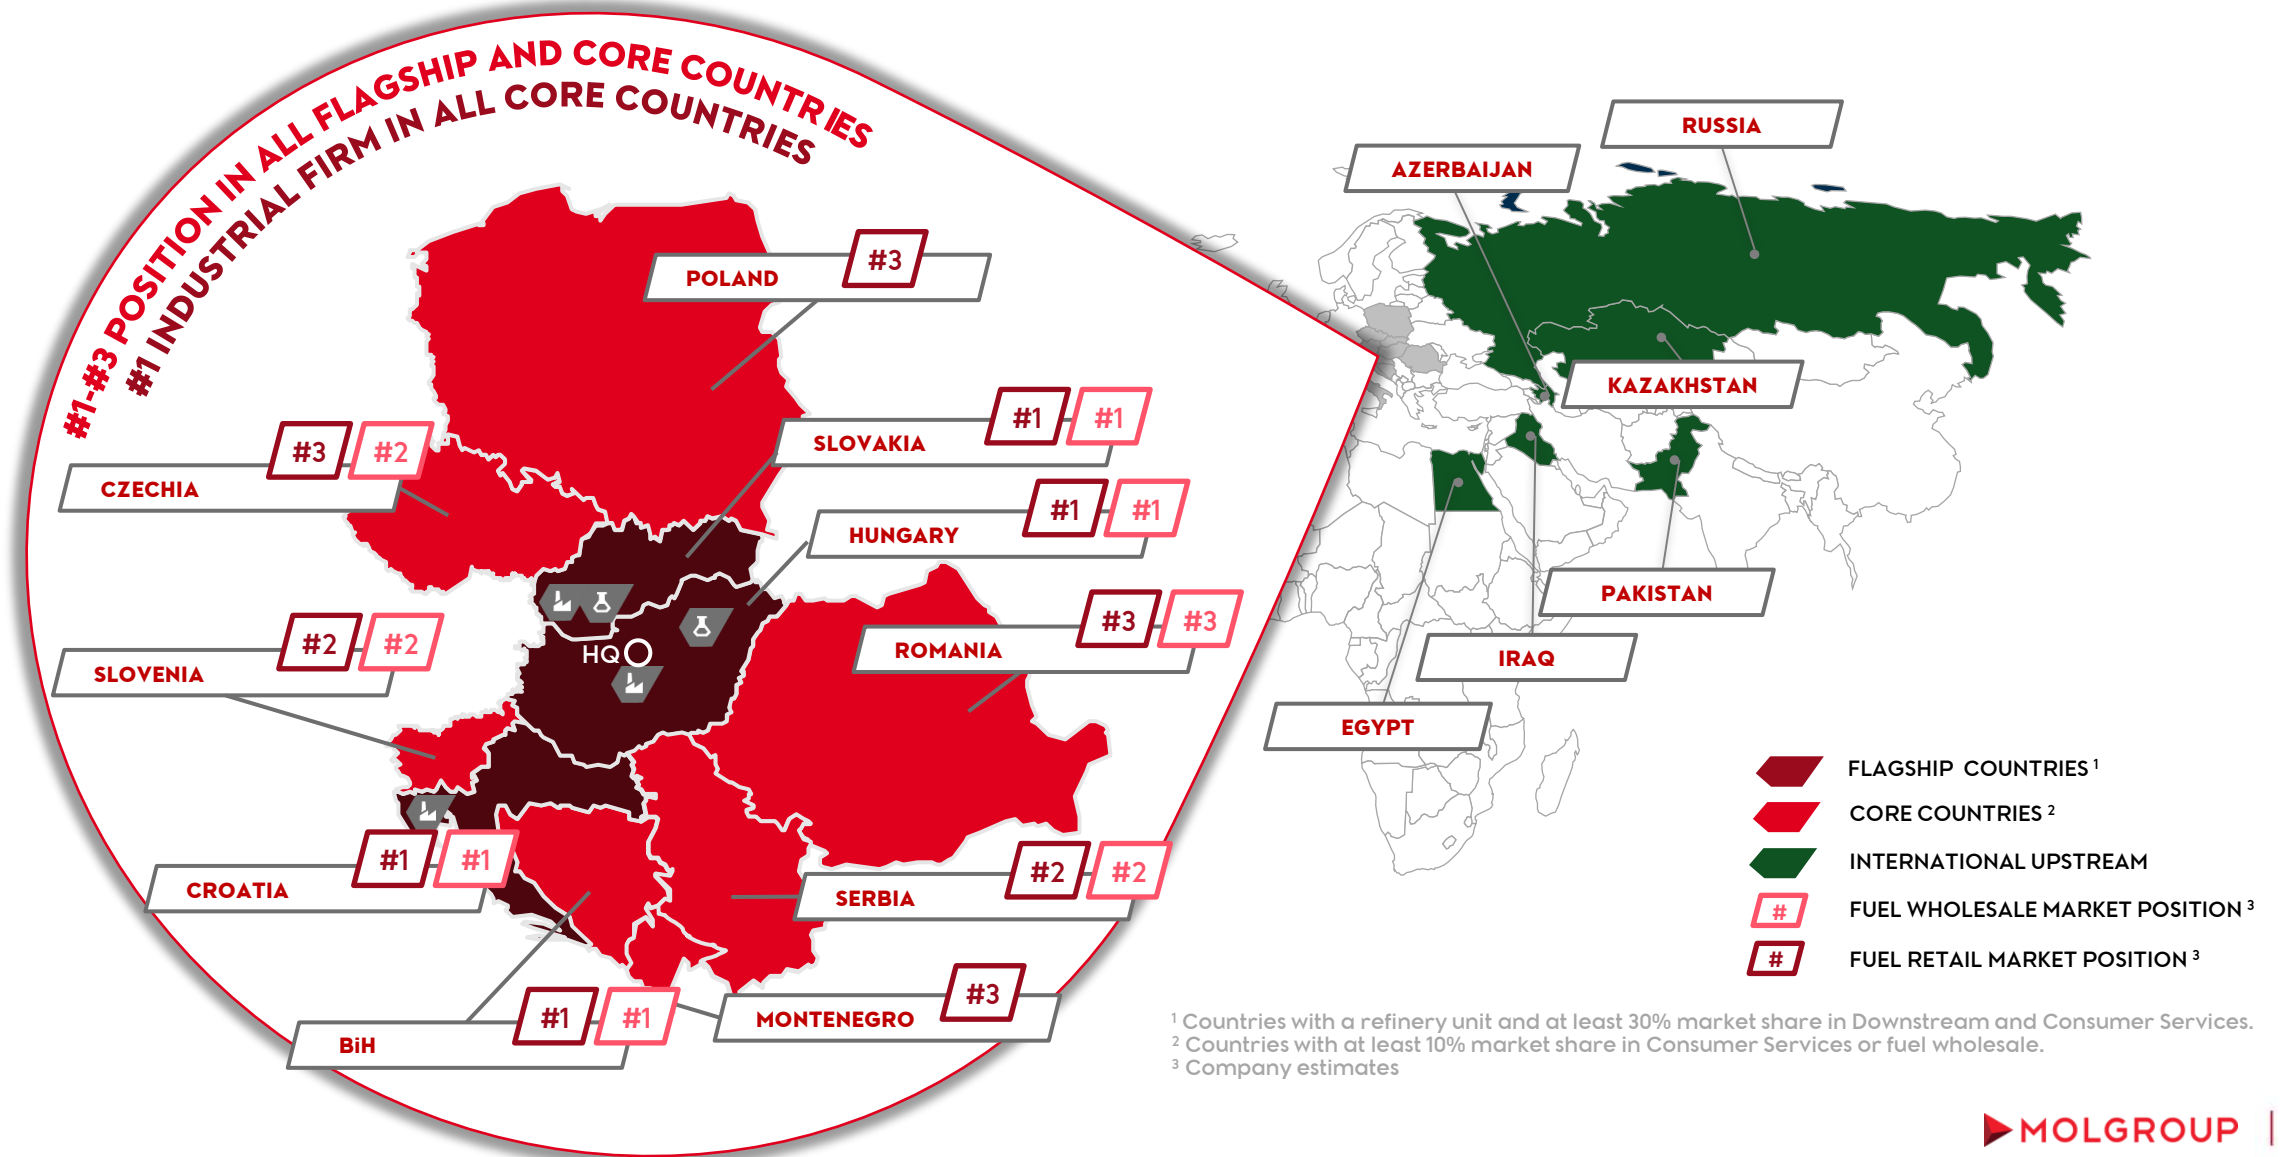 #1-#3 POSITION IN ALL FLAGSHIP AND CORE COUNTRIES
#1 INDUSTRIAL FIRM IN ALL CORE COUNTRIES
POLAND
#3
SLOVAKIA
#1
#1
CZECHIA
#3
#2
HUNGARY
#1
#1
ROMANIA
#3
#3
SLOVENIA
#2
#2
HQ
CROATIA
#1
#1
SERBIA
#2
#2
BiH
#1
#1
MONTENEGRO
#3
RUSSIA
AZERBAIJAN
KAZAKHSTAN
PAKISTAN
IRAQ
EGYPT
FLAGSHIP COUNTRIES 1
CORE COUNTRIES 2
INTERNATIONAL UPSTREAM
# FUEL WHOLESALE MARKET POSITION 3
# FUEL RETAIL MARKET POSITION 3
1 Countries with a refinery unit and at least 30% market share in Downstream and Consumer Services.
2 Countries with at least 10% market share in Consumer Services or fuel wholesale.
3 Company estimates
MOLGROUP